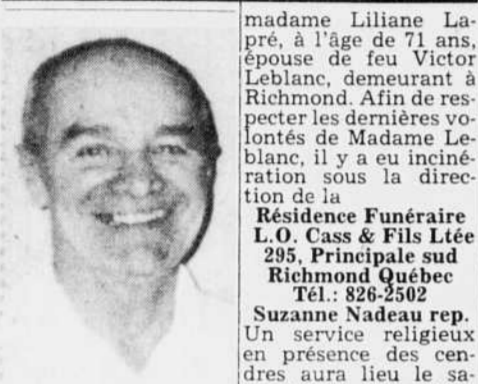 madame Liliane La-
pré, à l'âge de 71 ans,
épouse de feu Victor
Leblanc, demeurant à
Richmond. Afin de res-
pecter les dernières vo-
lontés de Madame Le-
blanc, il y a eu inciné-
ration sous la direc-
tion de la
Résidence Funéraire
L.O. Cass & Fils Ltée
295, Principale sud
Richmond Québec
Tél.: 826-2502
Suzanne Nadeau rep.
Un service religieux
en présence des cen-
dres aura lieu le sa-